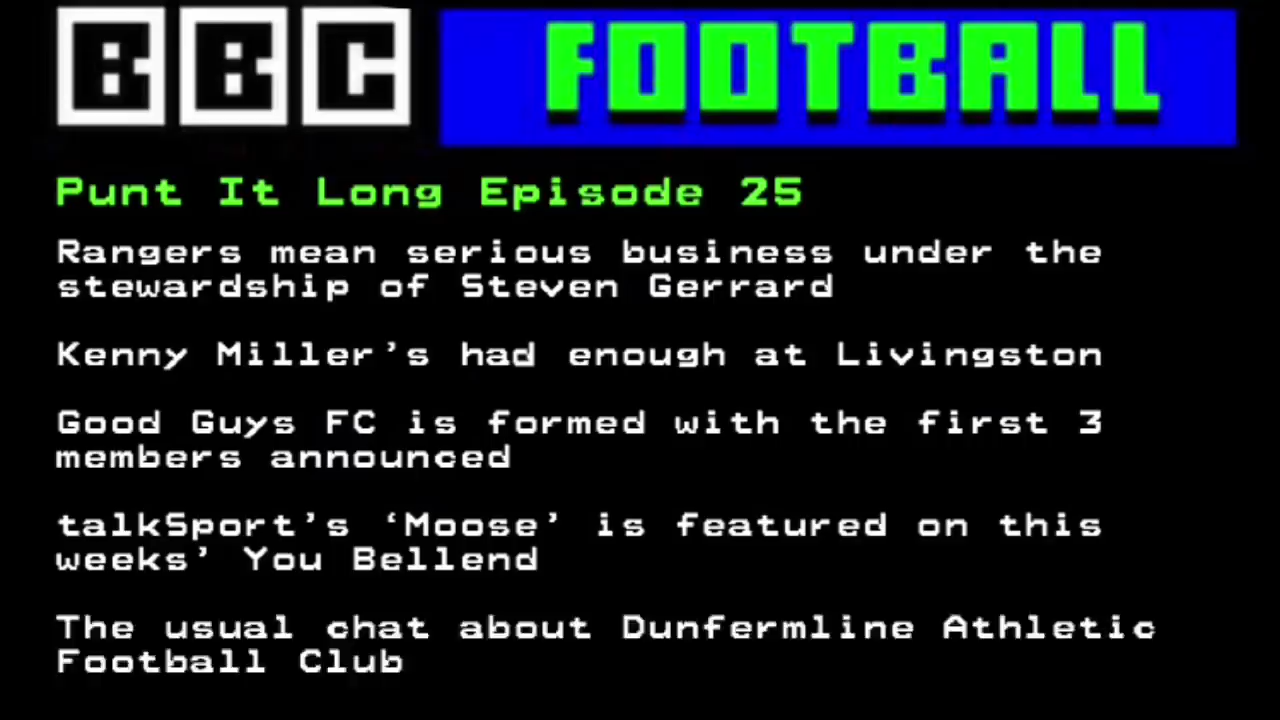 BBC FOOTBALL
Punt It Long Episode 25
Rangers mean serious business under the
stewardship of Steven Gerrard
Kenny Miller's had enough at Livingston
Good Guys FC is formed with the first 3
members announced
talkSport's ‘Moose’ is featured on this
weeks’ You Bellend
The usual chat about Dunfermline Athletic
Football Club